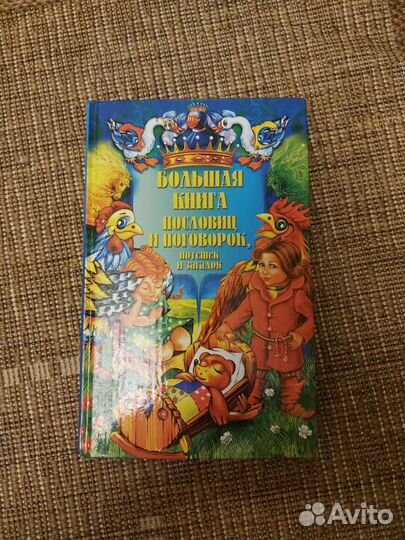 БОЛЬШАЯ
КНИГА
ПОСЛОВИЦ
И ПОГОВОРОК,
ПОТЕШЕК
И ЗАГАДОК
Avito